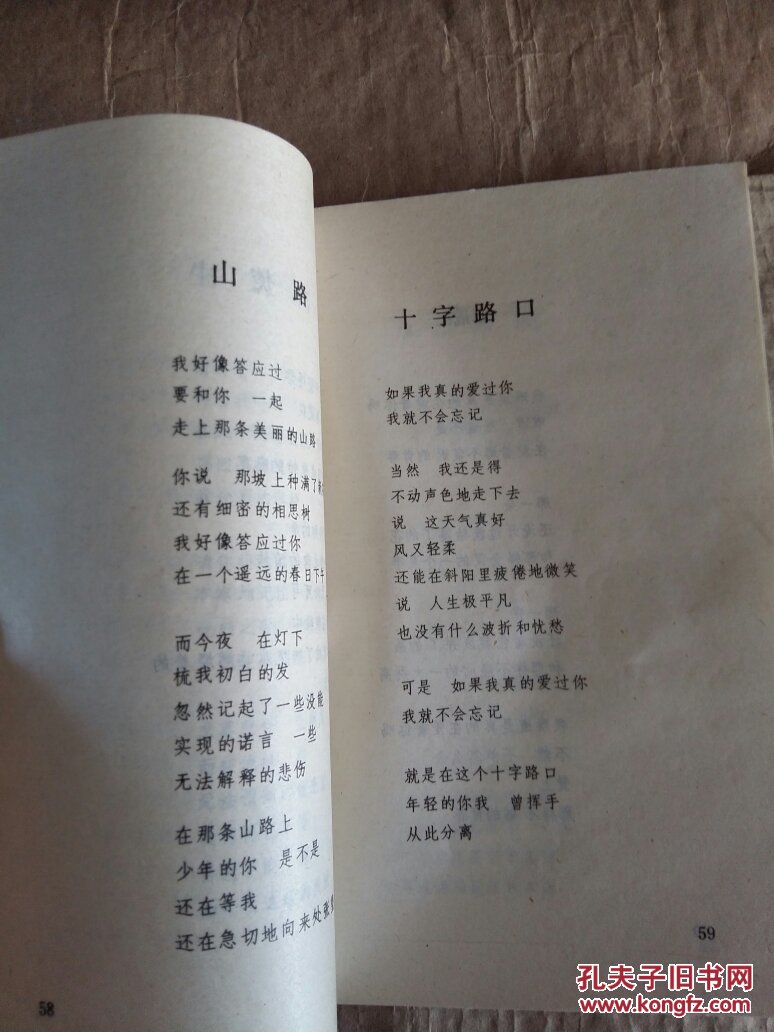 山 路
我好像答应过
要和你 一起
走上那条美丽的山路
你说 那坡上种满了
还有细密的相思树
我好像答应过你
在一个遥远的春日下午
而今夜 在灯下
梳我初白的发
忽然记起了一些没能
实现的诺言 一些
无法解释的悲伤
在那条山路上
少年的你 是不是
还在等我
还在急切地向来处张
58
十字路口
如果我真的爱过你
我就不会忘记
当然 我还是得
不动声色地走下去
说 这天气真好
风又轻柔
还能在斜阳里疲倦地微笑
说 人生极平凡
也没有什么波折和忧愁
可是 如果我真的爱过你
我就不会忘记
就是在这个十字路口
年轻的你我 曾挥手
从此分离
59
孔夫子旧书网
www.kongfz.com